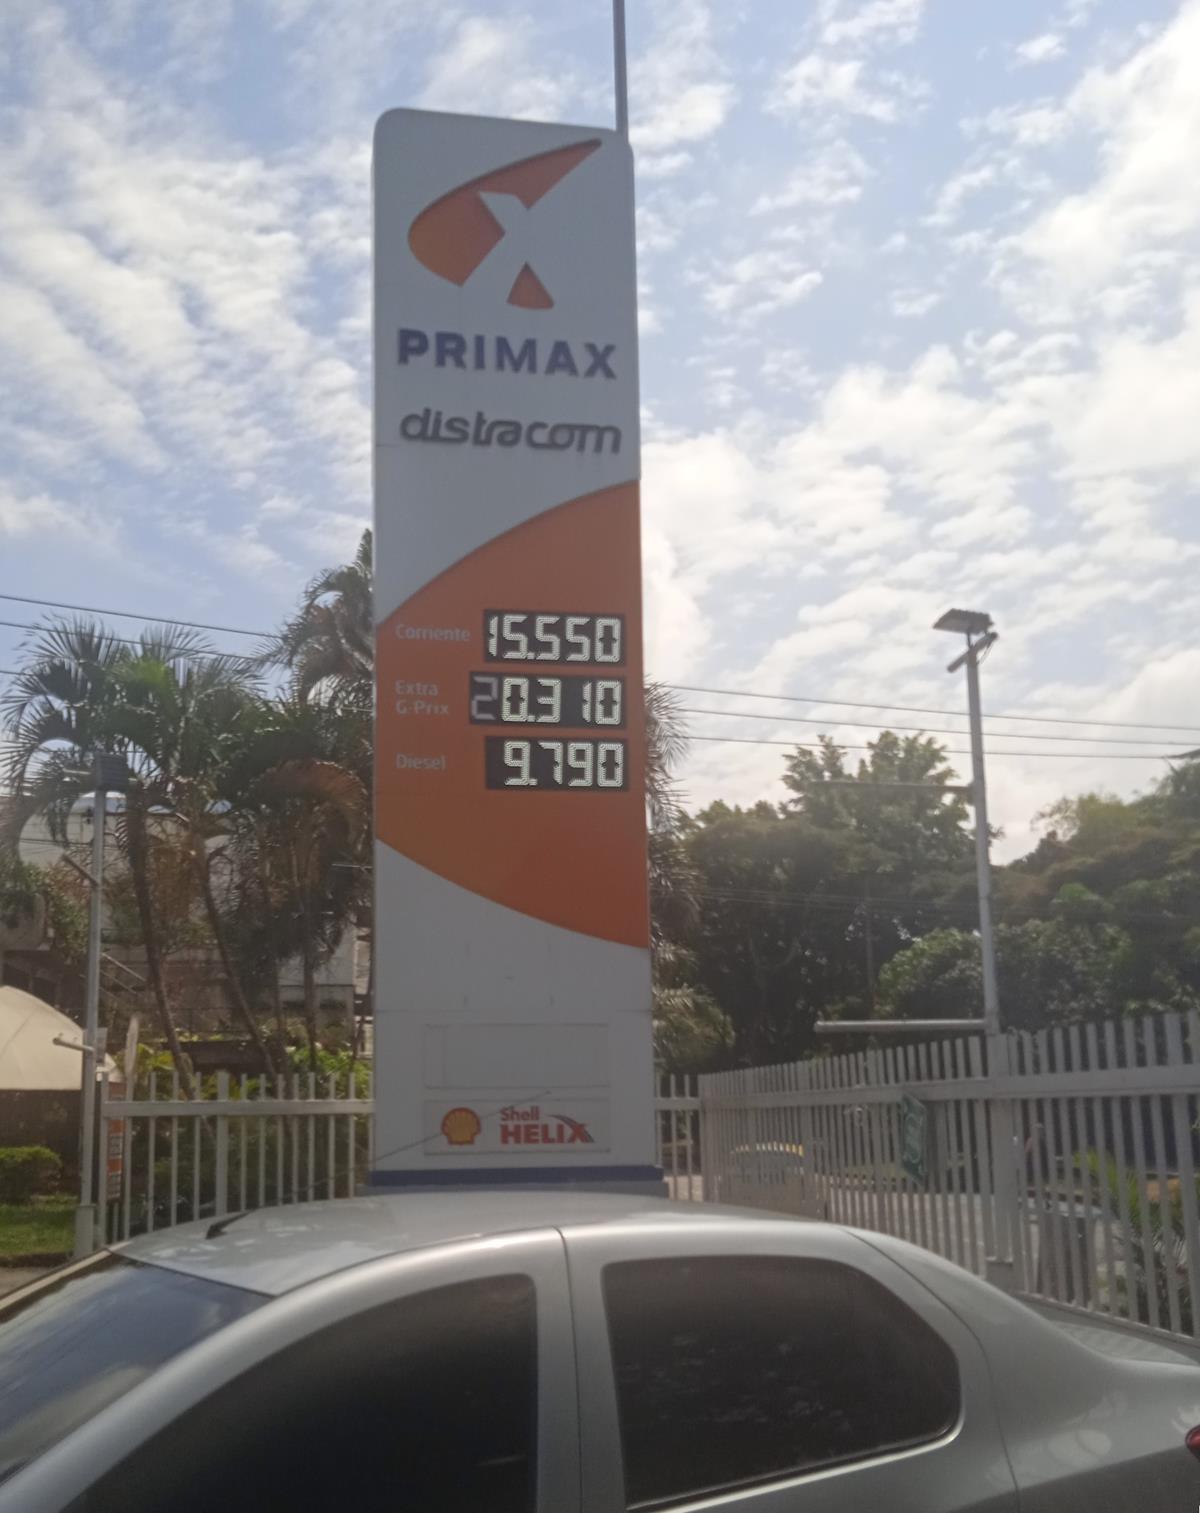 PRIMAX
distracom
Corriente 15.550
Extra
G-Prix 20.310
Diesel 9.790
Shell
HELIX